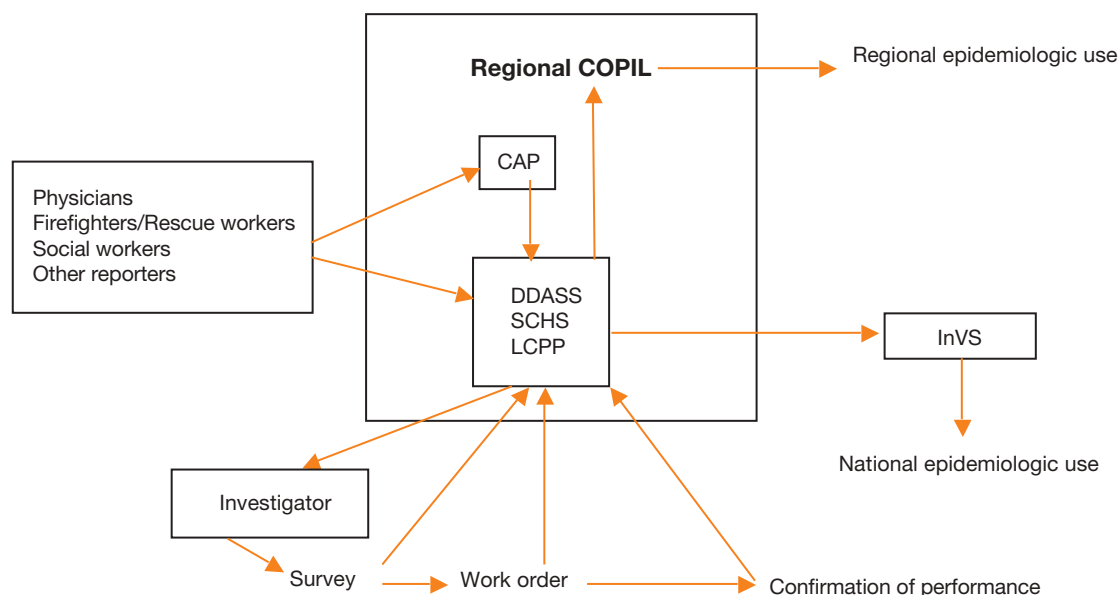 Regional COPIL
Regional epidemiologic use
CAP
Physicians
Firefighters/Rescue workers
Social workers
Other reporters
DDASS
SCHS
LCPP
InVS
National epidemiologic use
Investigator
Survey
Work order
Confirmation of performance